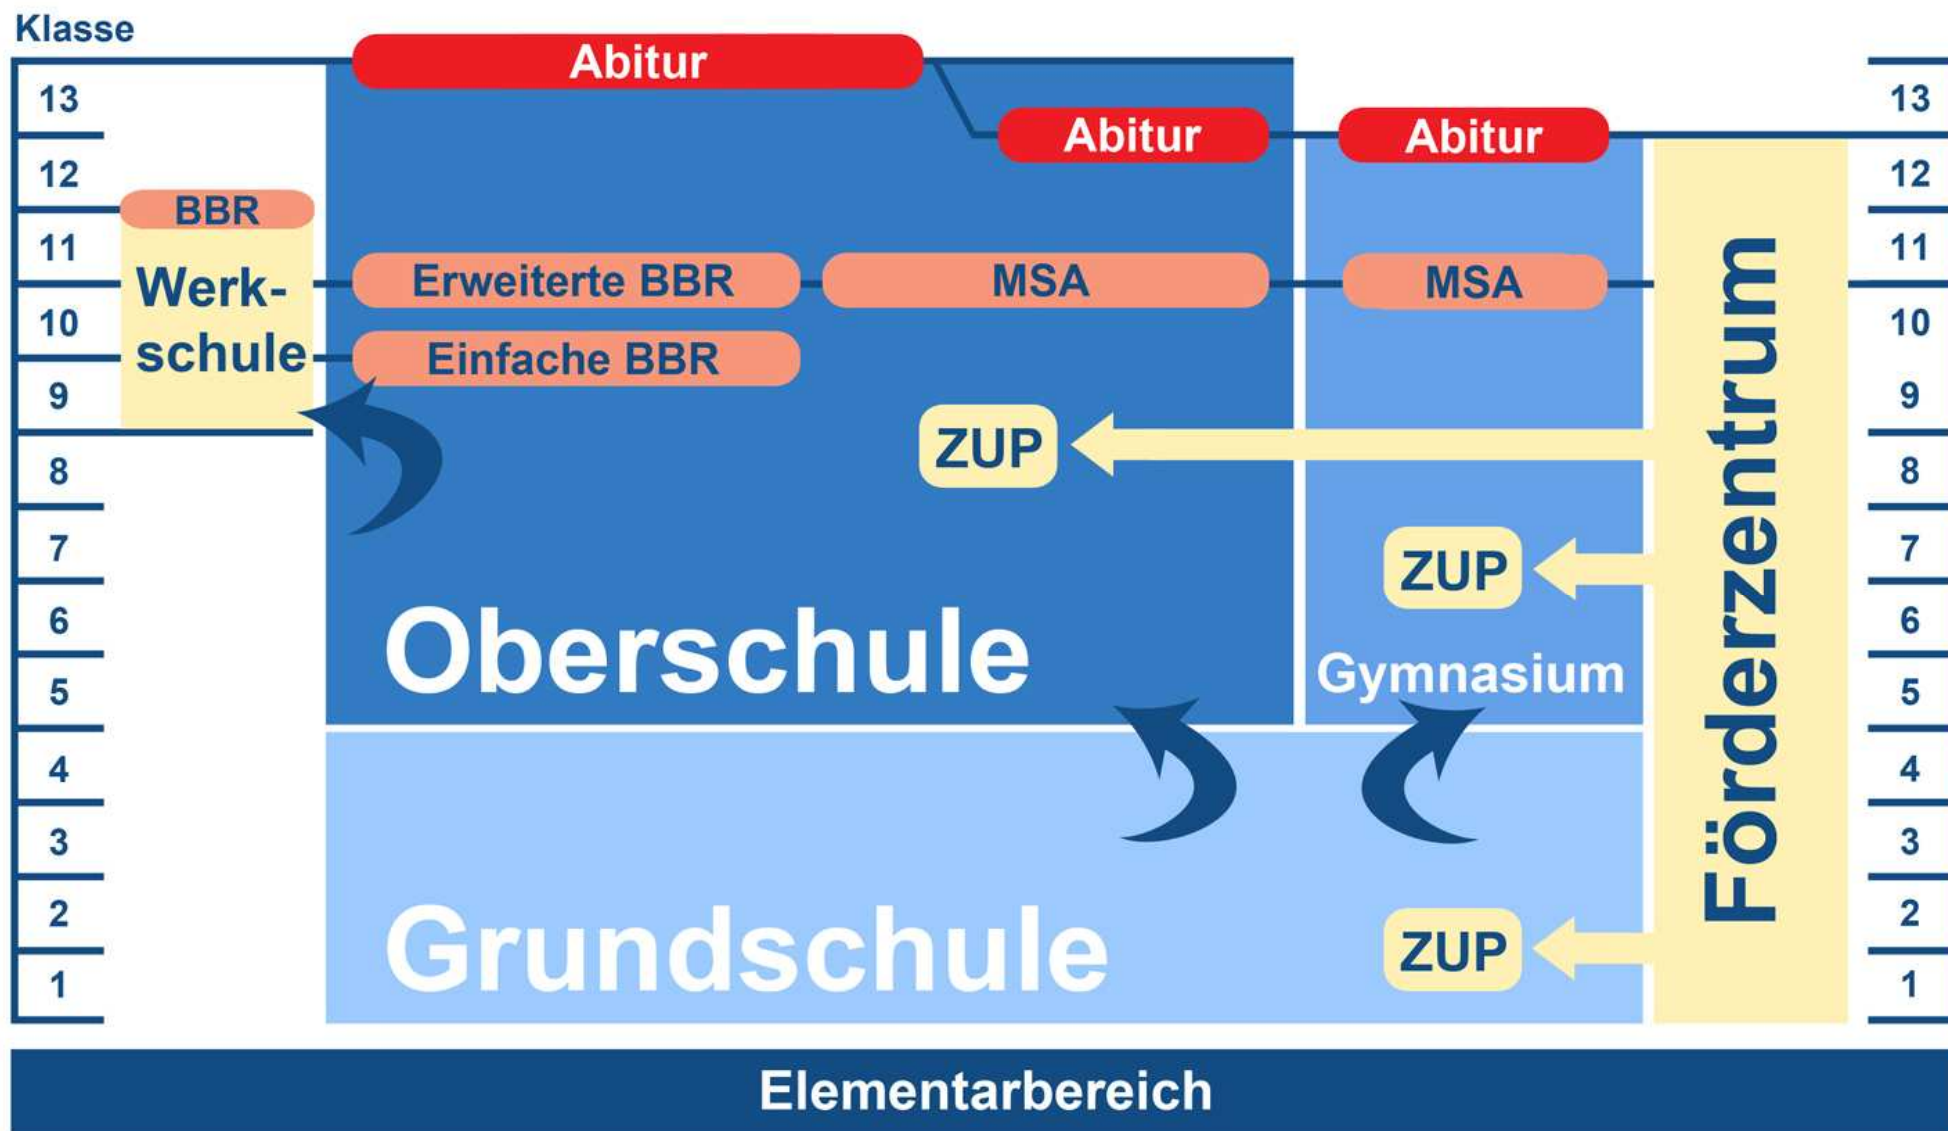 Klasse
13
12
11
10
9
8
7
6
5
4
3
2
1
BBR
Werk-
schule
Abitur
Abitur
Abitur
Erweiterte BBR
MSA
MSA
Einfache BBR
ZUP
ZUP
Oberschule
Gymnasium
Grundschule
ZUP
Förderzentrum
13
12
11
10
9
8
7
6
5
4
3
2
1
Elementarbereich